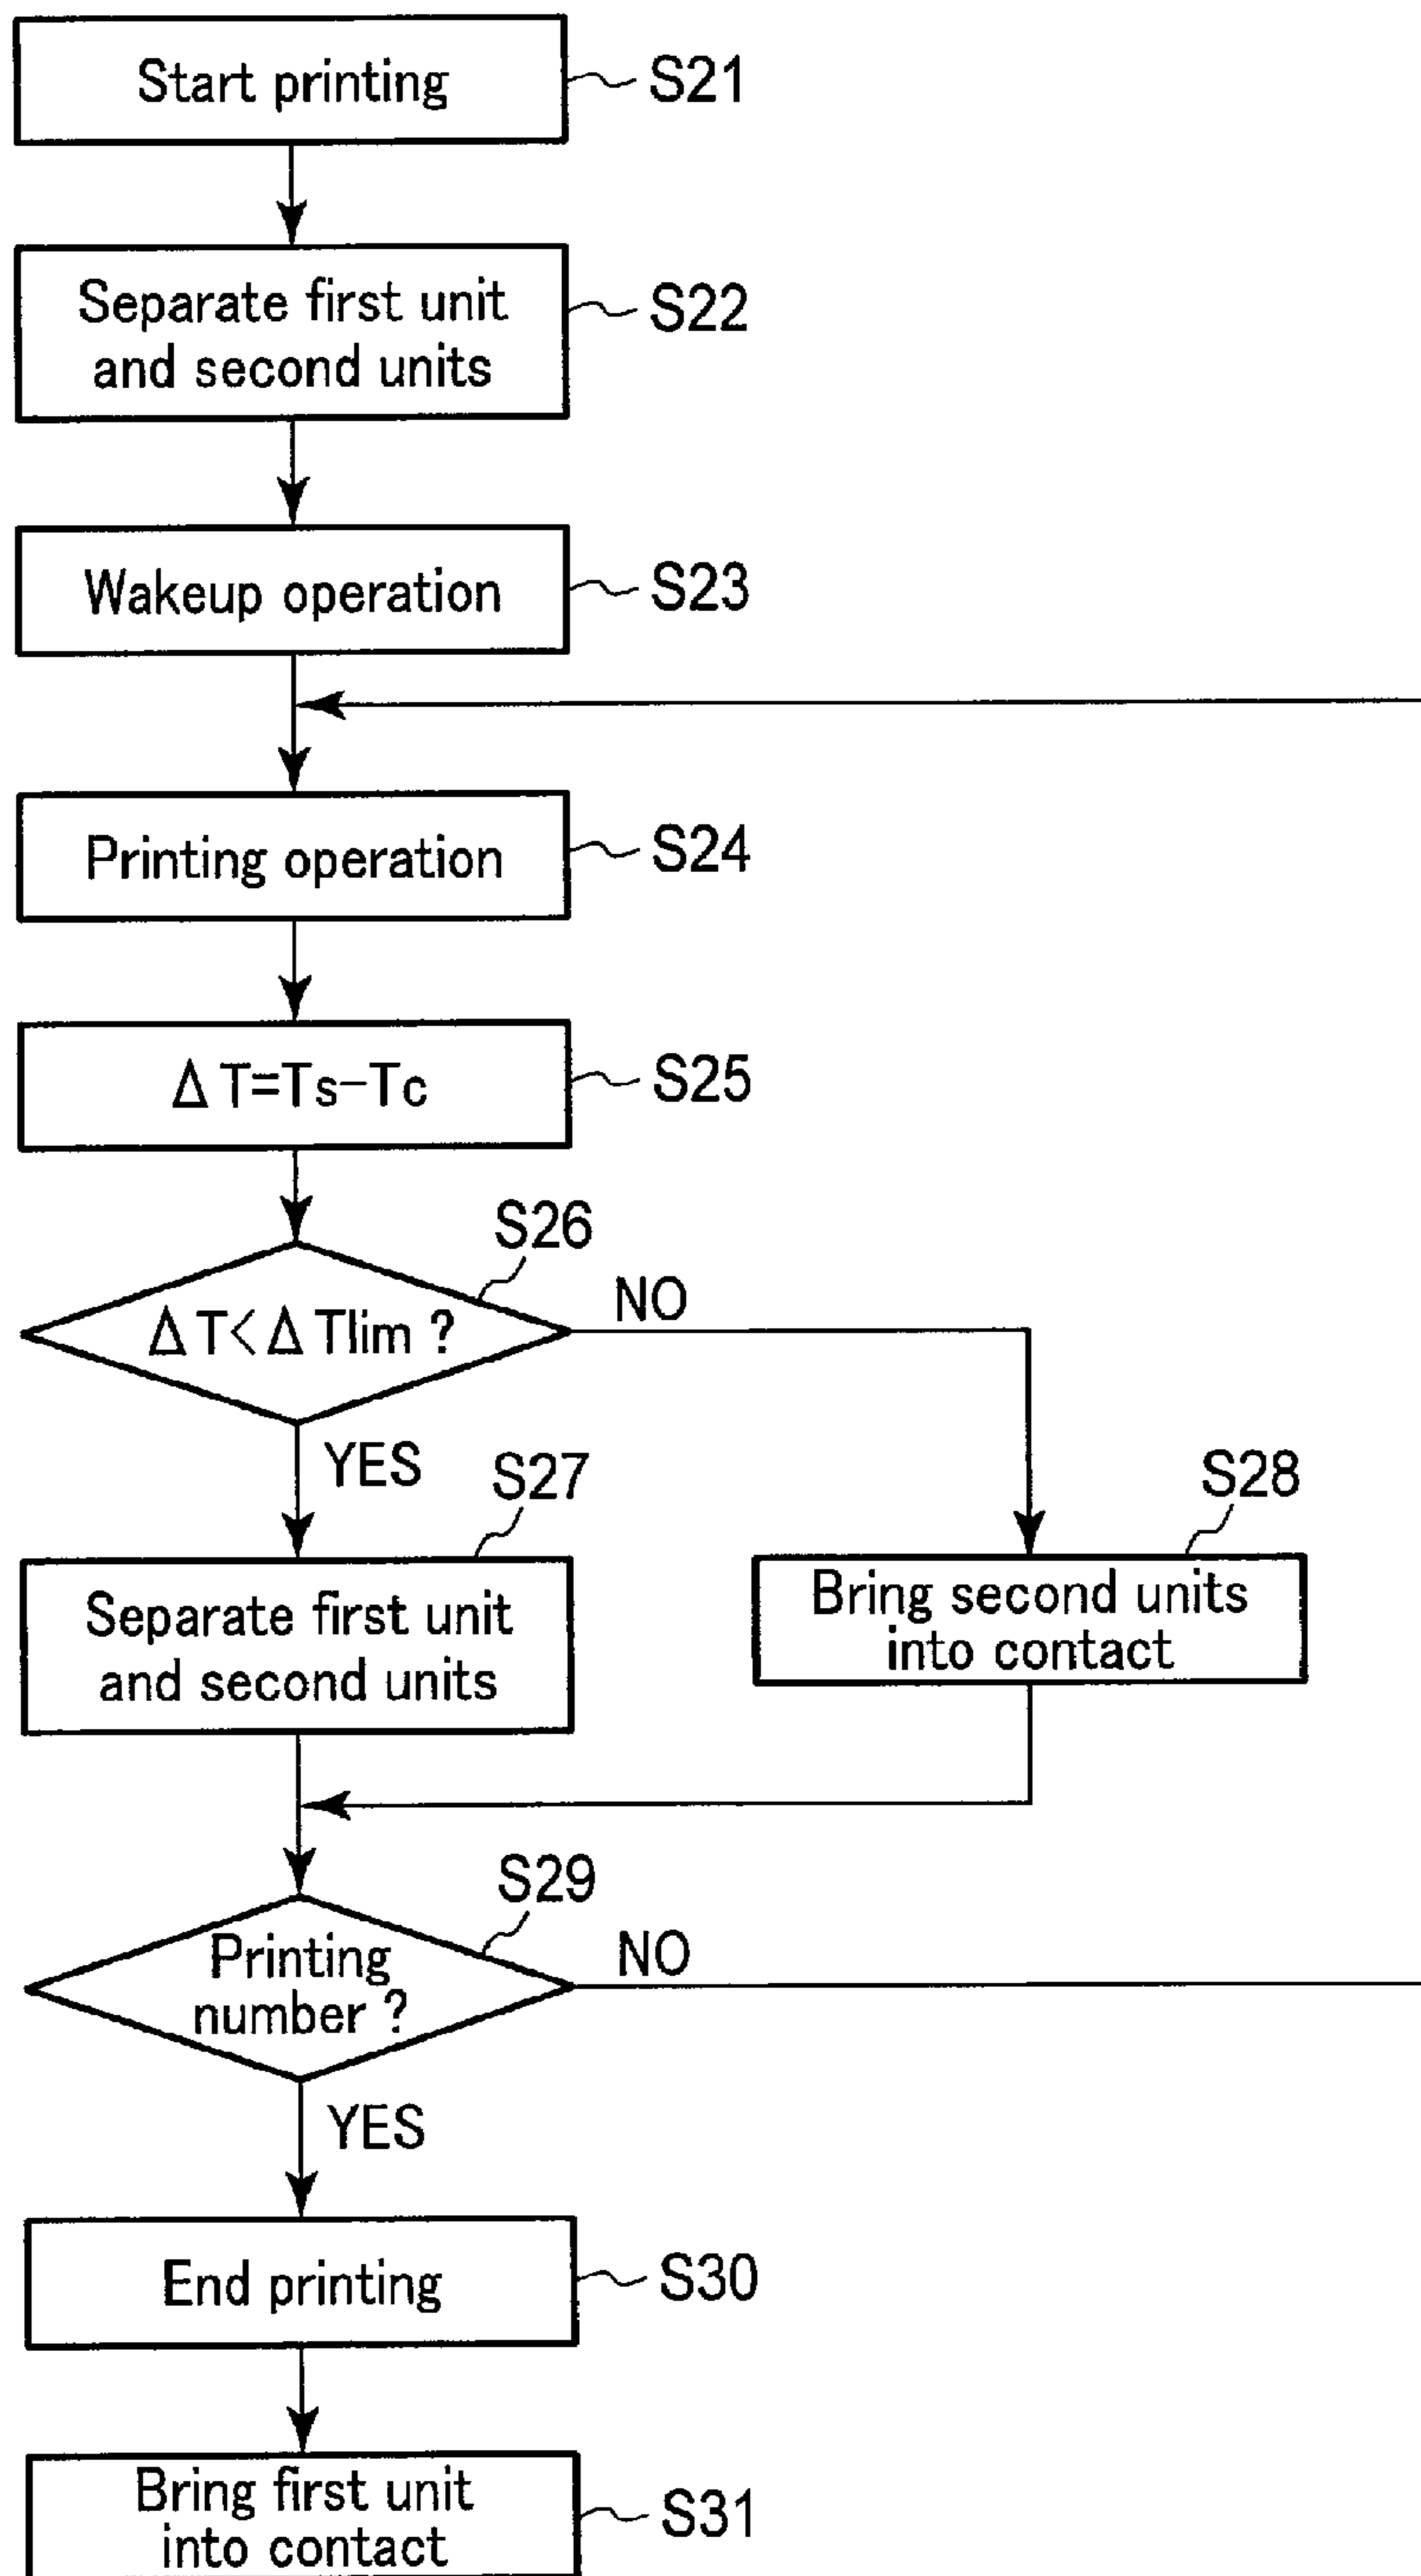 Start printing
S21
Separate first unit
and second units
S22
Wakeup operation
S23
Printing operation
S24
ΔT=Ts-Tc
S25
S26
ΔT<ΔTlim ?
NO
YES
S27
Separate first unit
and second units
S28
Bring second units
into contact
S29
Printing
number ?
NO
YES
End printing
S30
Bring first unit
into contact
S31